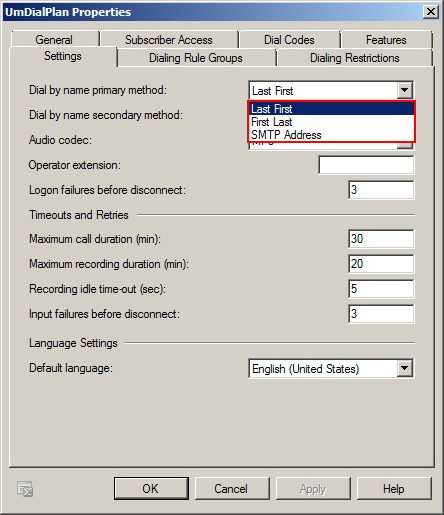 UmDialPlan Properties
General Subscriber Access Dial Codes Features
Settings Dialing Rule Groups Dialing Restrictions
Dial by name primary method: Last First
Last First
Dial by name secondary method: First Last
SMTP Address
Audio codec:
Operator extension:
Logon failures before disconnect: 3
Timeouts and Retries
Maximum call duration (min): 30
Maximum recording duration (min): 20
Recording idle time-out (sec): 5
Input failures before disconnect: 3
Language Settings
Default language: English (United States)
OK Cancel Apply Help